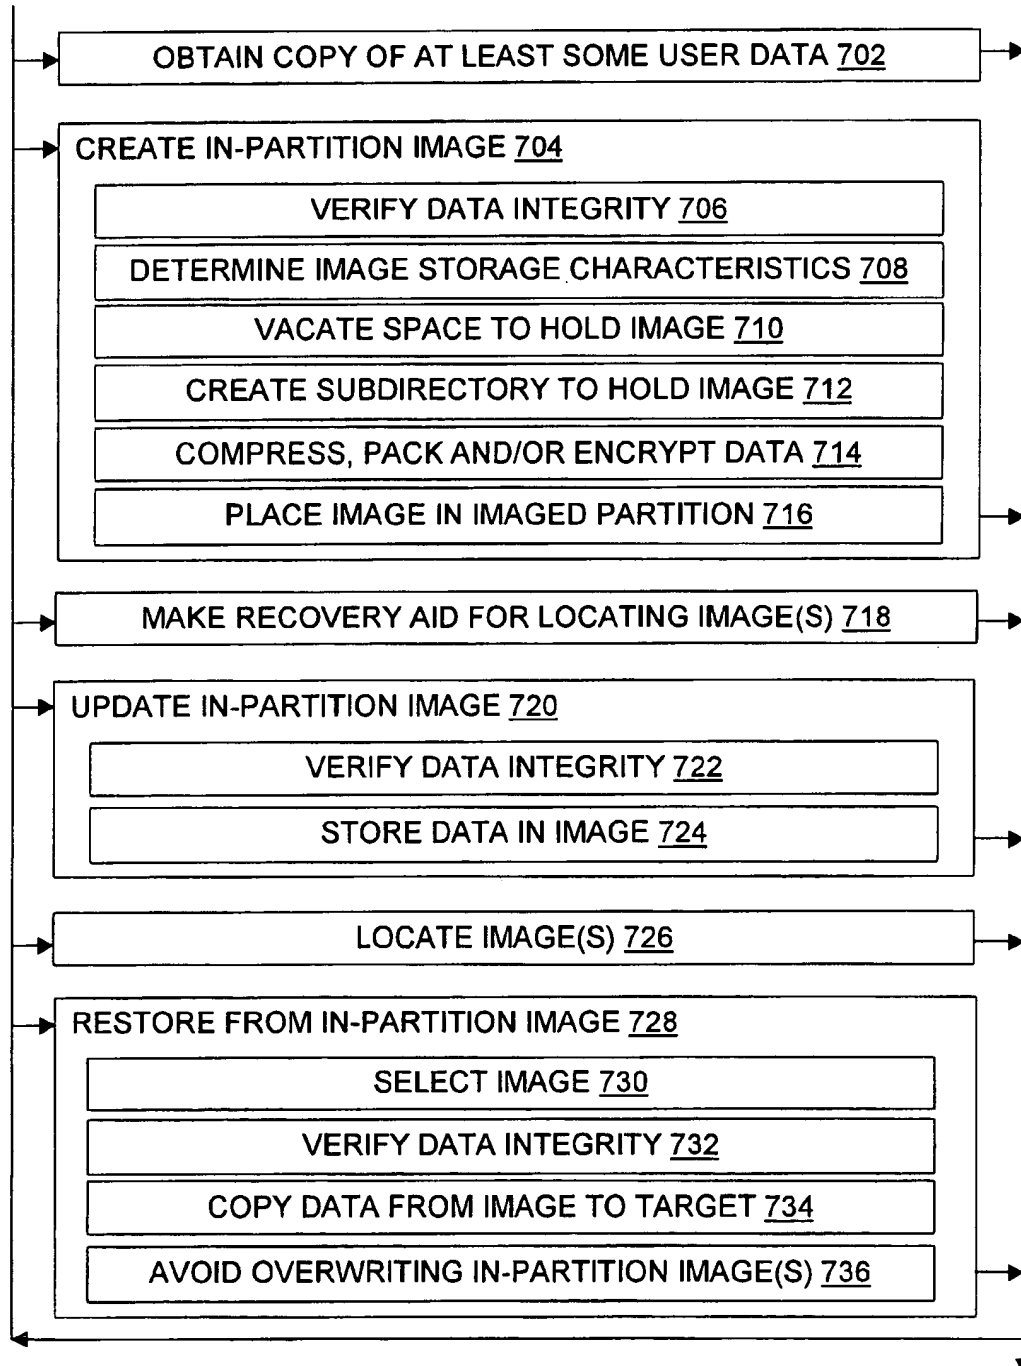 OBTAIN COPY OF AT LEAST SOME USER DATA 702
CREATE IN-PARTITION IMAGE 704
VERIFY DATA INTEGRITY 706
DETERMINE IMAGE STORAGE CHARACTERISTICS 708
VACATE SPACE TO HOLD IMAGE 710
CREATE SUBDIRECTORY TO HOLD IMAGE 712
COMPRESS, PACK AND/OR ENCRYPT DATA 714
PLACE IMAGE IN IMAGED PARTITION 716
MAKE RECOVERY AID FOR LOCATING IMAGE(S) 718
UPDATE IN-PARTITION IMAGE 720
VERIFY DATA INTEGRITY 722
STORE DATA IN IMAGE 724
LOCATE IMAGE(S) 726
RESTORE FROM IN-PARTITION IMAGE 728
SELECT IMAGE 730
VERIFY DATA INTEGRITY 732
COPY DATA FROM IMAGE TO TARGET 734
AVOID OVERWRITING IN-PARTITION IMAGE(S) 736